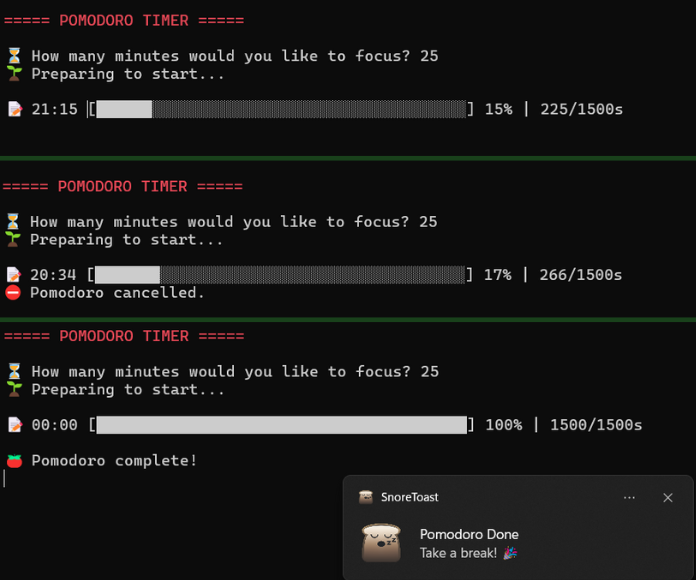 ===== POMODORO TIMER =====
⏳ How many minutes would you like to focus? 25
🌱 Preparing to start...
📝 21:15 [] 15% | 225/1500s
===== POMODORO TIMER =====
⏳ How many minutes would you like to focus? 25
🌱 Preparing to start...
📝 20:34 [] 17% | 266/1500s
⛔ Pomodoro cancelled.
===== POMODORO TIMER =====
⏳ How many minutes would you like to focus? 25
🌱 Preparing to start...
📝 00:00 [] 100% | 1500/1500s
🍅 Pomodoro complete!
SnoreToast
Pomodoro Done
Take a break! 🎉